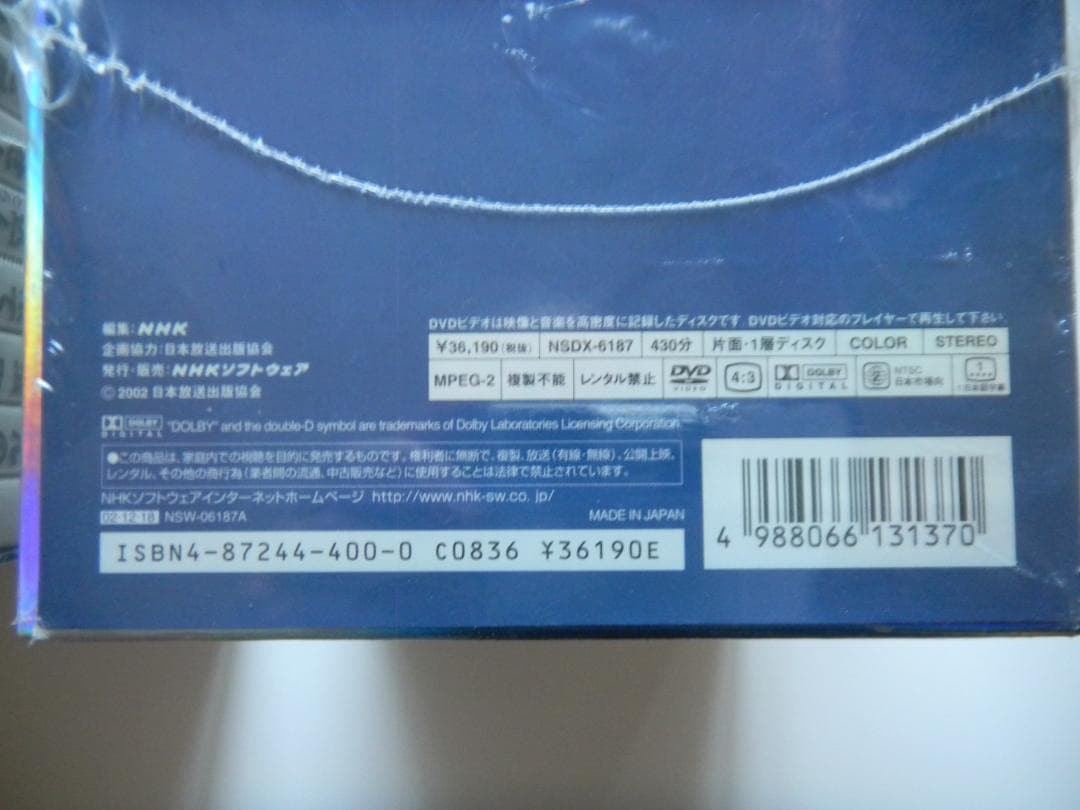 編集:NHK
企画協力:日本放送出版協会
発行・販売:NHKソフトウェア
© 2002 日本放送出版協会
DVDビデオは映像と音楽を高密度に記録したディスクです。DVDビデオ対応のプレイヤーで再生して下さい。
¥36,190(税抜) NSDX-6187 430分 片面・1層ディスク COLOR STEREO
MPEG-2 複製不能 レンタル禁止 DVD VIDEO 4:3 DOLBY DIGITAL 2 NTSC 日本市場向 1 1.日本語字幕
DOLBY DIGITAL "DOLBY" and the double-D symbol are trademarks of Dolby Laboratories Licensing Corporation
●この商品は、家庭内での視聴を目的に発売するものです。権利者に無断で、複製、放送(有線・無線)、公開上映、
レンタル、その他の商行為(業者間の流通、中古販売など)に使用することは法律で禁止されています。
NHKソフトウェアインターネットホームページ http://www.nhk-sw.co.jp/
02・12・18 NSW-06187A MADE IN JAPAN
ISBN4-87244-400-0 C0836 ¥36190E
4 988066 131370